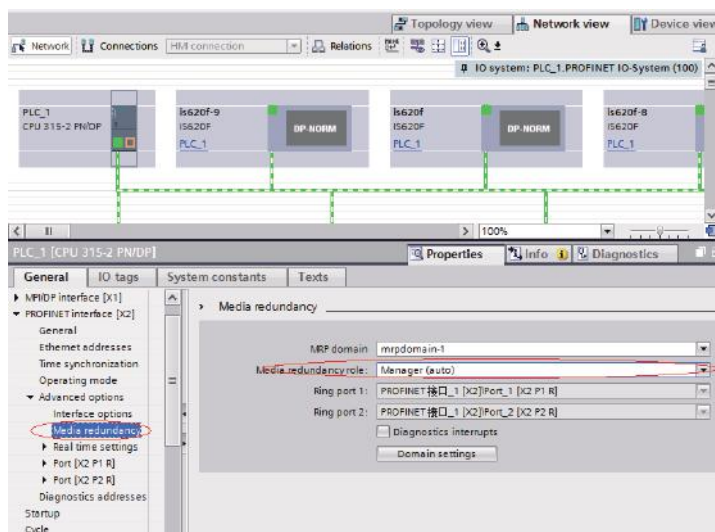 Topology view Network view Device view
Network Connections HMI connection Relations
IO system: PLC_1.PROFINET IO-System (100)
PLC_1
CPU 315-2 PN/DP
is620f-9
IS620F
PLC_1
DP-NORM
is620f
IS620F
PLC_1
DP-NORM
is620f-8
IS620F
PLC_1
100%
PLC_1 [CPU 315-2 PN/DP]
Properties Info Diagnostics
General IO tags System constants Texts
MPI/DP interface [X1]
PROFINET interface [X2]
General
Ethernet addresses
Time synchronization
Operating mode
Advanced options
Interface options
Media redundancy
Real time settings
Port [X2 P1 R]
Port [X2 P2 R]
Diagnostics addresses
Startup
Cycle
Media redundancy
MRP domain mrpdomain-1
Media redundancy role: Manager (auto)
Ring port 1: PROFINET接口_1 [X2]\Port_1 [X2 P1 R]
Ring port 2: PROFINET接口_1 [X2]\Port_2 [X2 P2 R]
Diagnostics interrupts
Domain settings